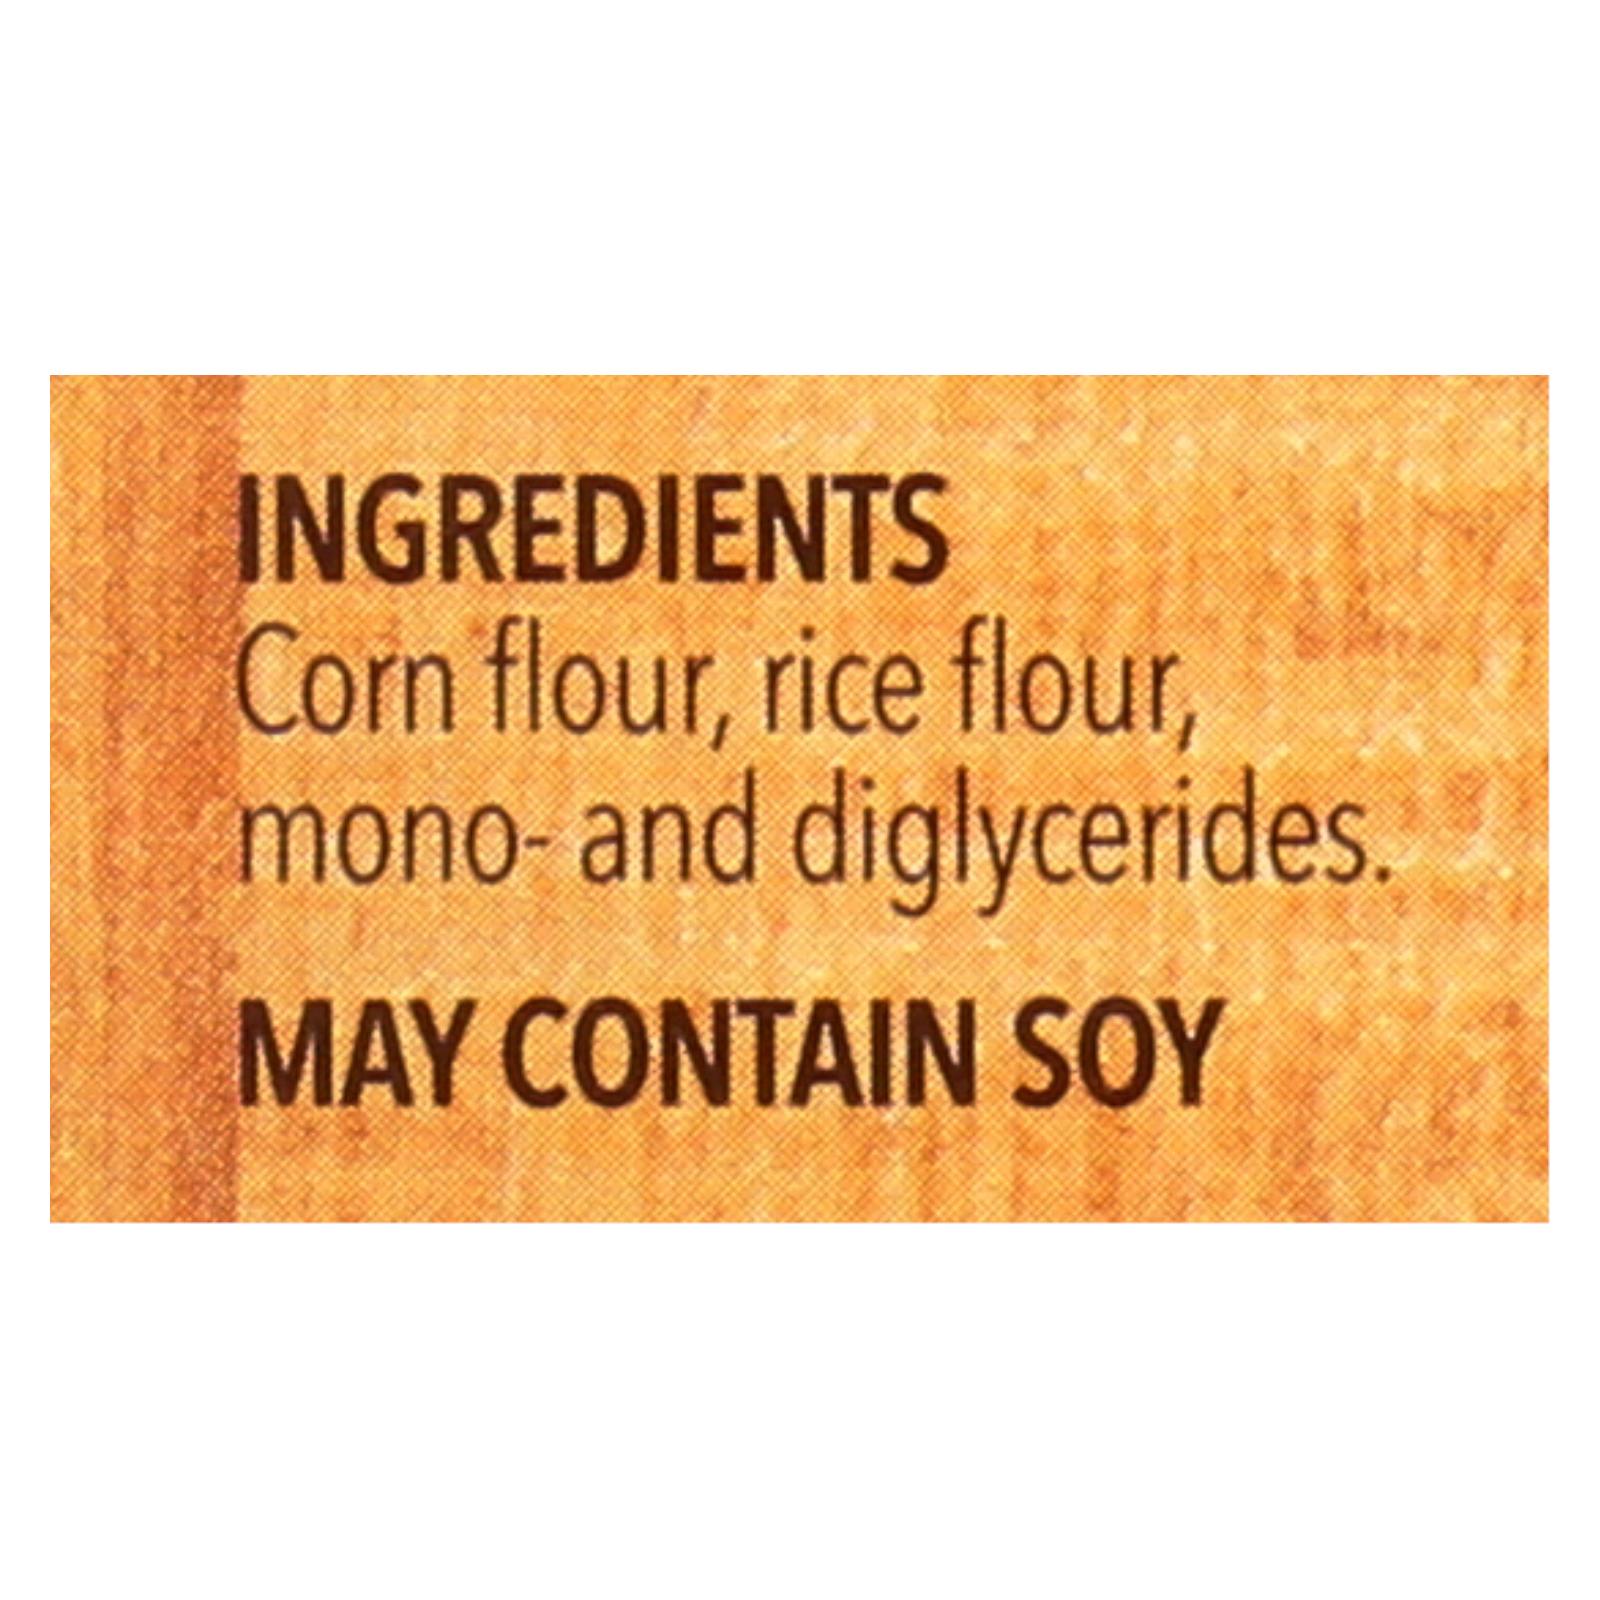 INGREDIENTS
Corn flour, rice flour,
mono- and diglycerides.
MAY CONTAIN SOY